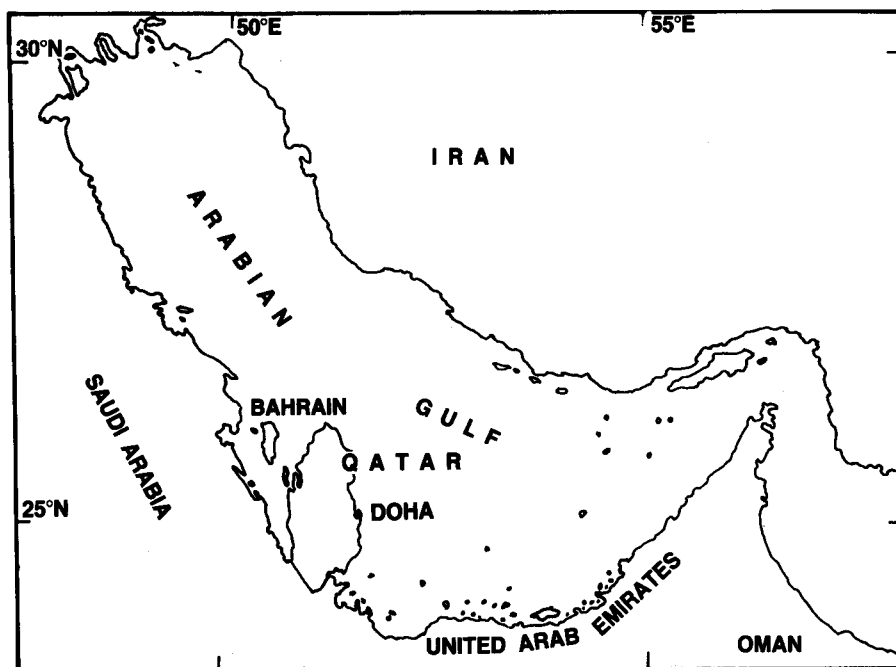 50°E
55°E
30°N
IRAN
ARABIAN
GULF
SAUDI ARABIA
BAHRAIN
QATAR
DOHA
25°N
UNITED ARAB EMIRATES
OMAN